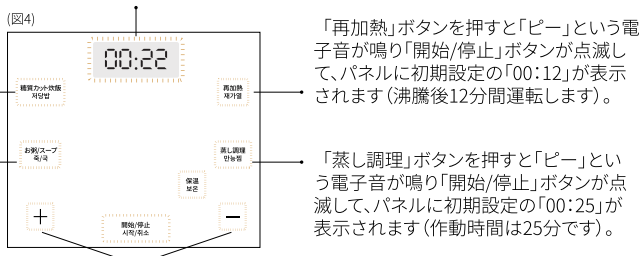 (図4)
00:22
糖質カット炊飯
저당밥
再加熱
재가열
お粥/スープ
죽/국
蒸し調理
만능찜
保温
보온
+
開始/停止
시작/취소
−
「再加熱」ボタンを押すと「ピー」という電
子音が鳴り「開始/停止」ボタンが点滅し
て、パネルに初期設定の「00：12」が表示
されます（沸騰後12分間運転します）。
「蒸し調理」ボタンを押すと「ピー」とい
う電子音が鳴り「開始/停止」ボタンが点
滅して、パネルに初期設定の「00：25」が
表示されます（作動時間は25分です）。